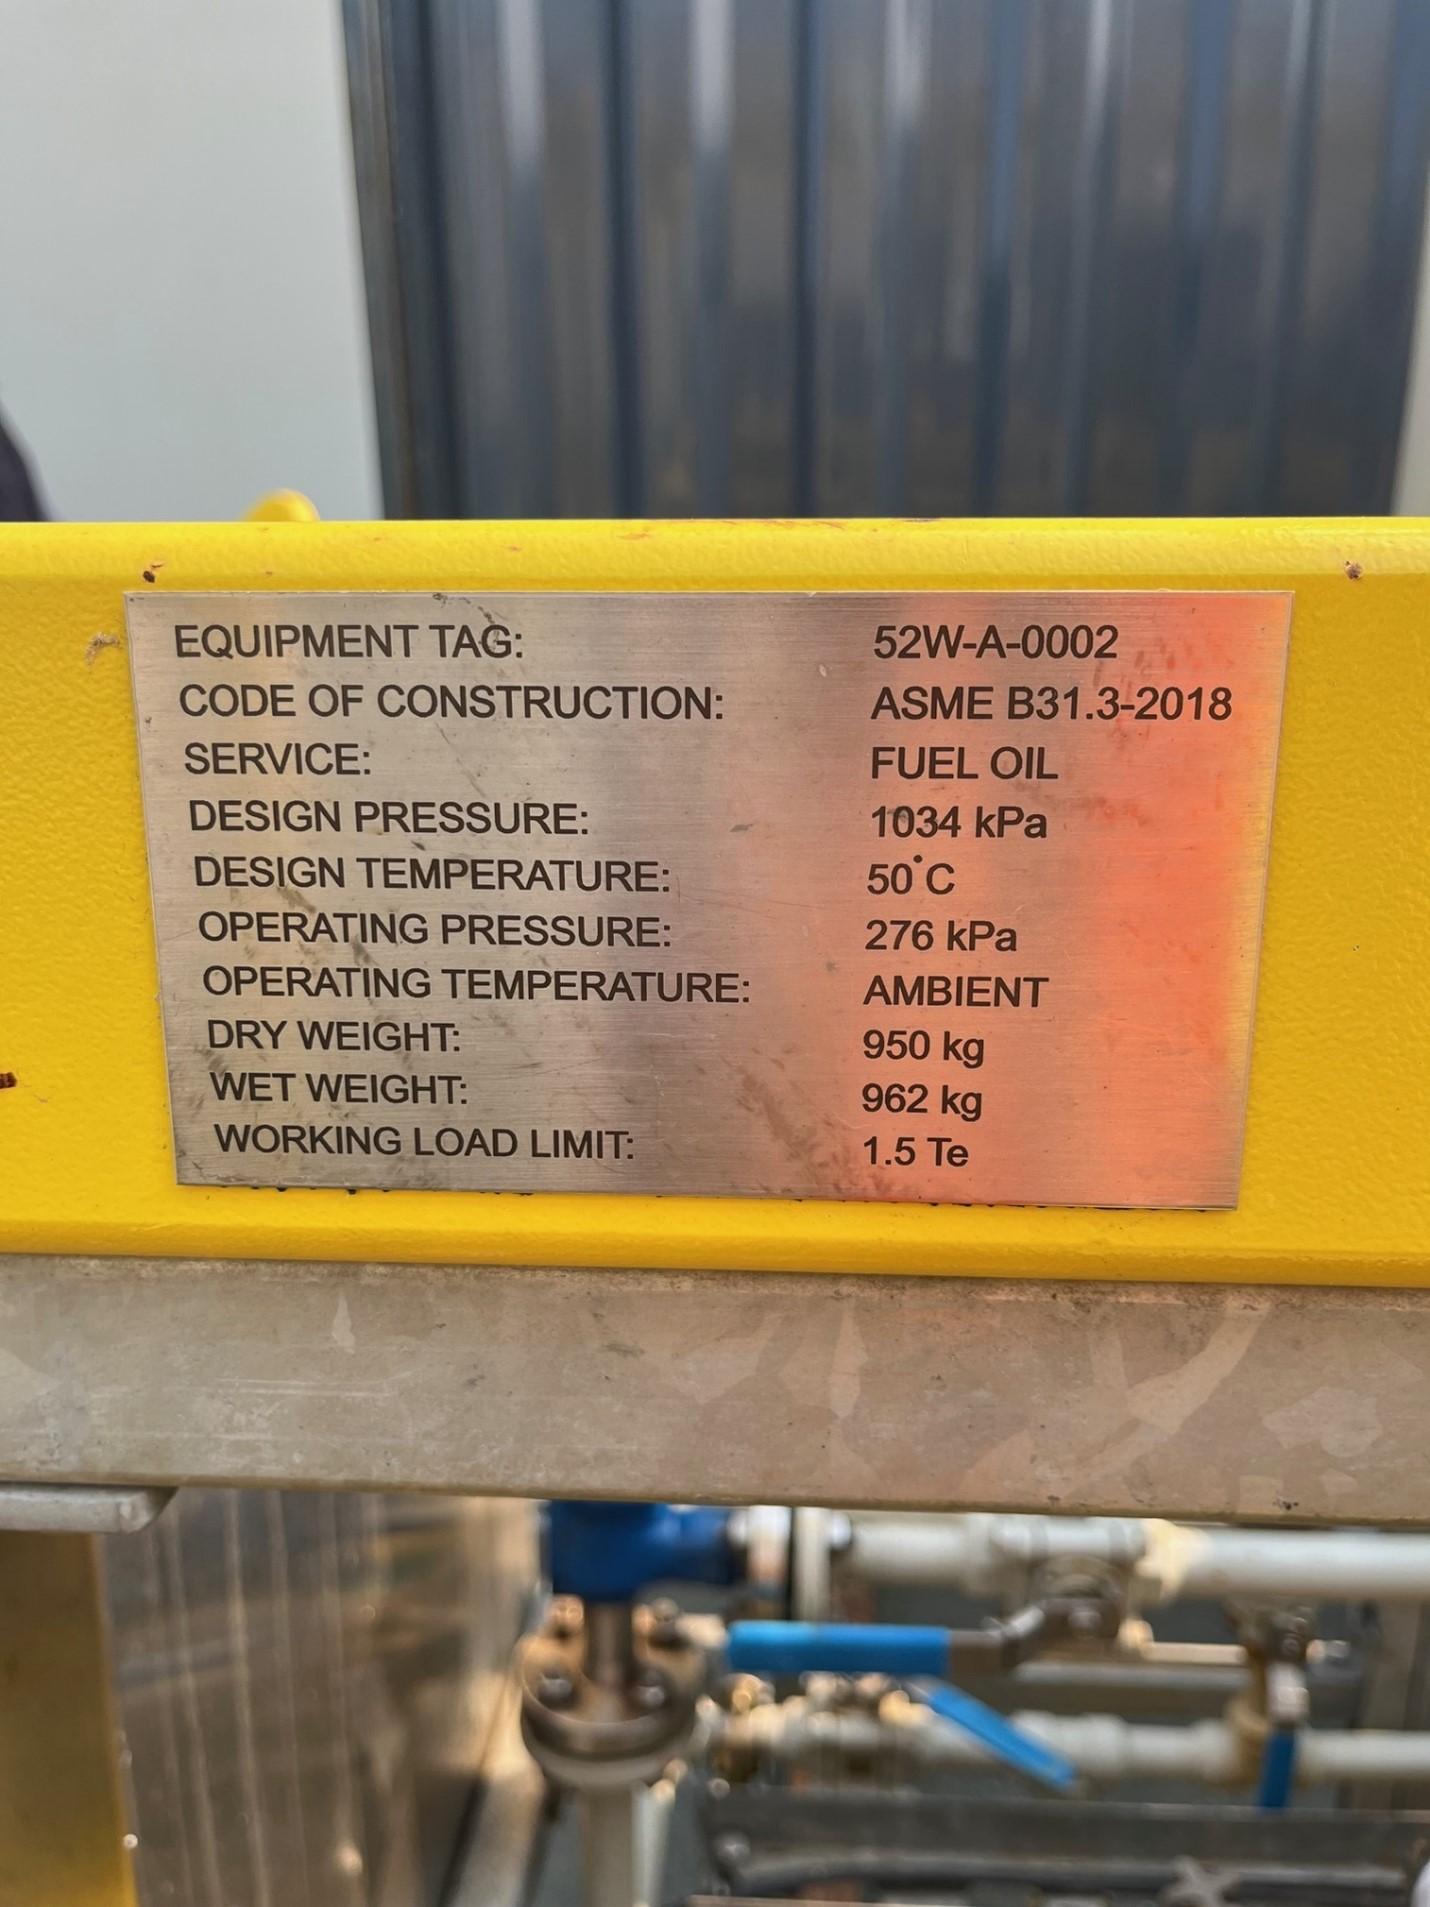 EQUIPMENT TAG: 52W-A-0002
CODE OF CONSTRUCTION: ASME B31.3-2018
SERVICE: FUEL OIL
DESIGN PRESSURE: 1034 kPa
DESIGN TEMPERATURE: 50°C
OPERATING PRESSURE: 276 kPa
OPERATING TEMPERATURE: AMBIENT
DRY WEIGHT: 950 kg
WET WEIGHT: 962 kg
WORKING LOAD LIMIT: 1.5 Te